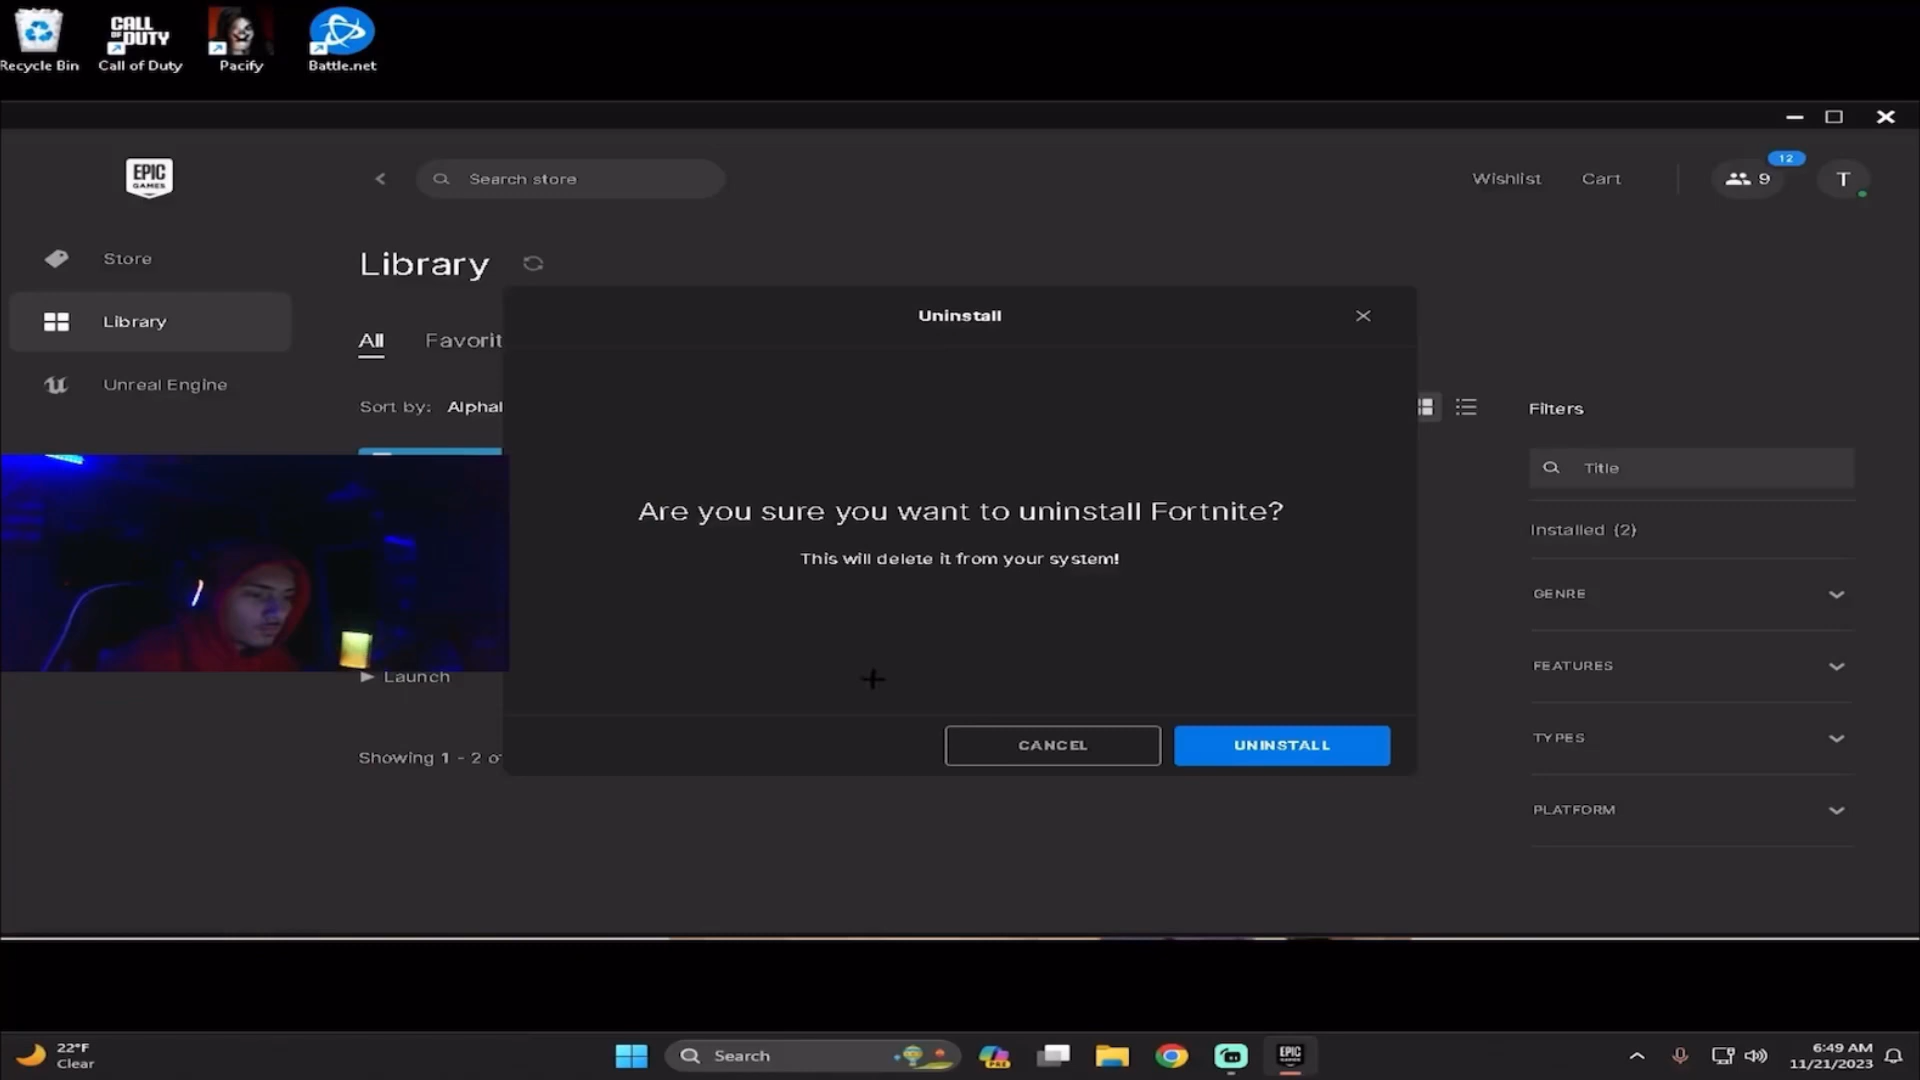 Recycle Bin
Call of Duty
Pacify
Battle.net
CALL OF DUTY
EPIC GAMES
Search store
Wishlist
Cart
9
12
T
Store
Library
Unreal Engine
Library
All
Favorit
Sort by: Alphal
Launch
Showing 1 - 2 o
Uninstall
Are you sure you want to uninstall Fortnite?
This will delete it from your system!
CANCEL
UNINSTALL
Filters
Title
Installed (2)
GENRE
FEATURES
TYPES
PLATFORM
22°F
Clear
Search
PRE
EPIC GAMES
6:49 AM
11/21/2023